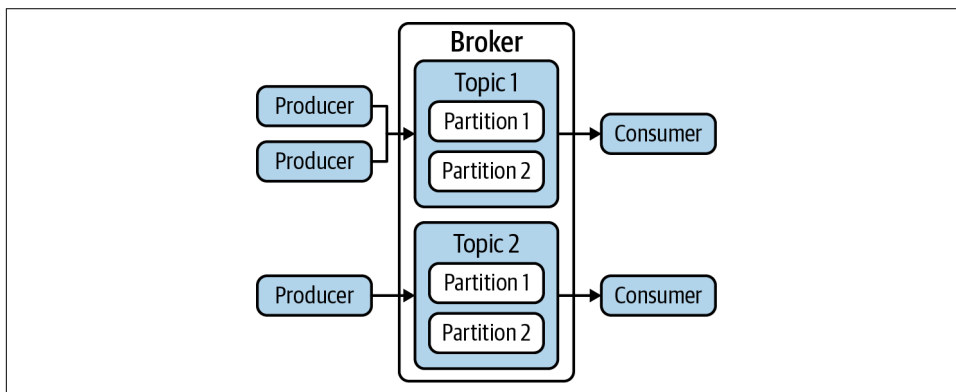 Broker
Topic 1
Producer
Partition 1
Consumer
Producer
Partition 2
Topic 2
Producer
Partition 1
Consumer
Partition 2